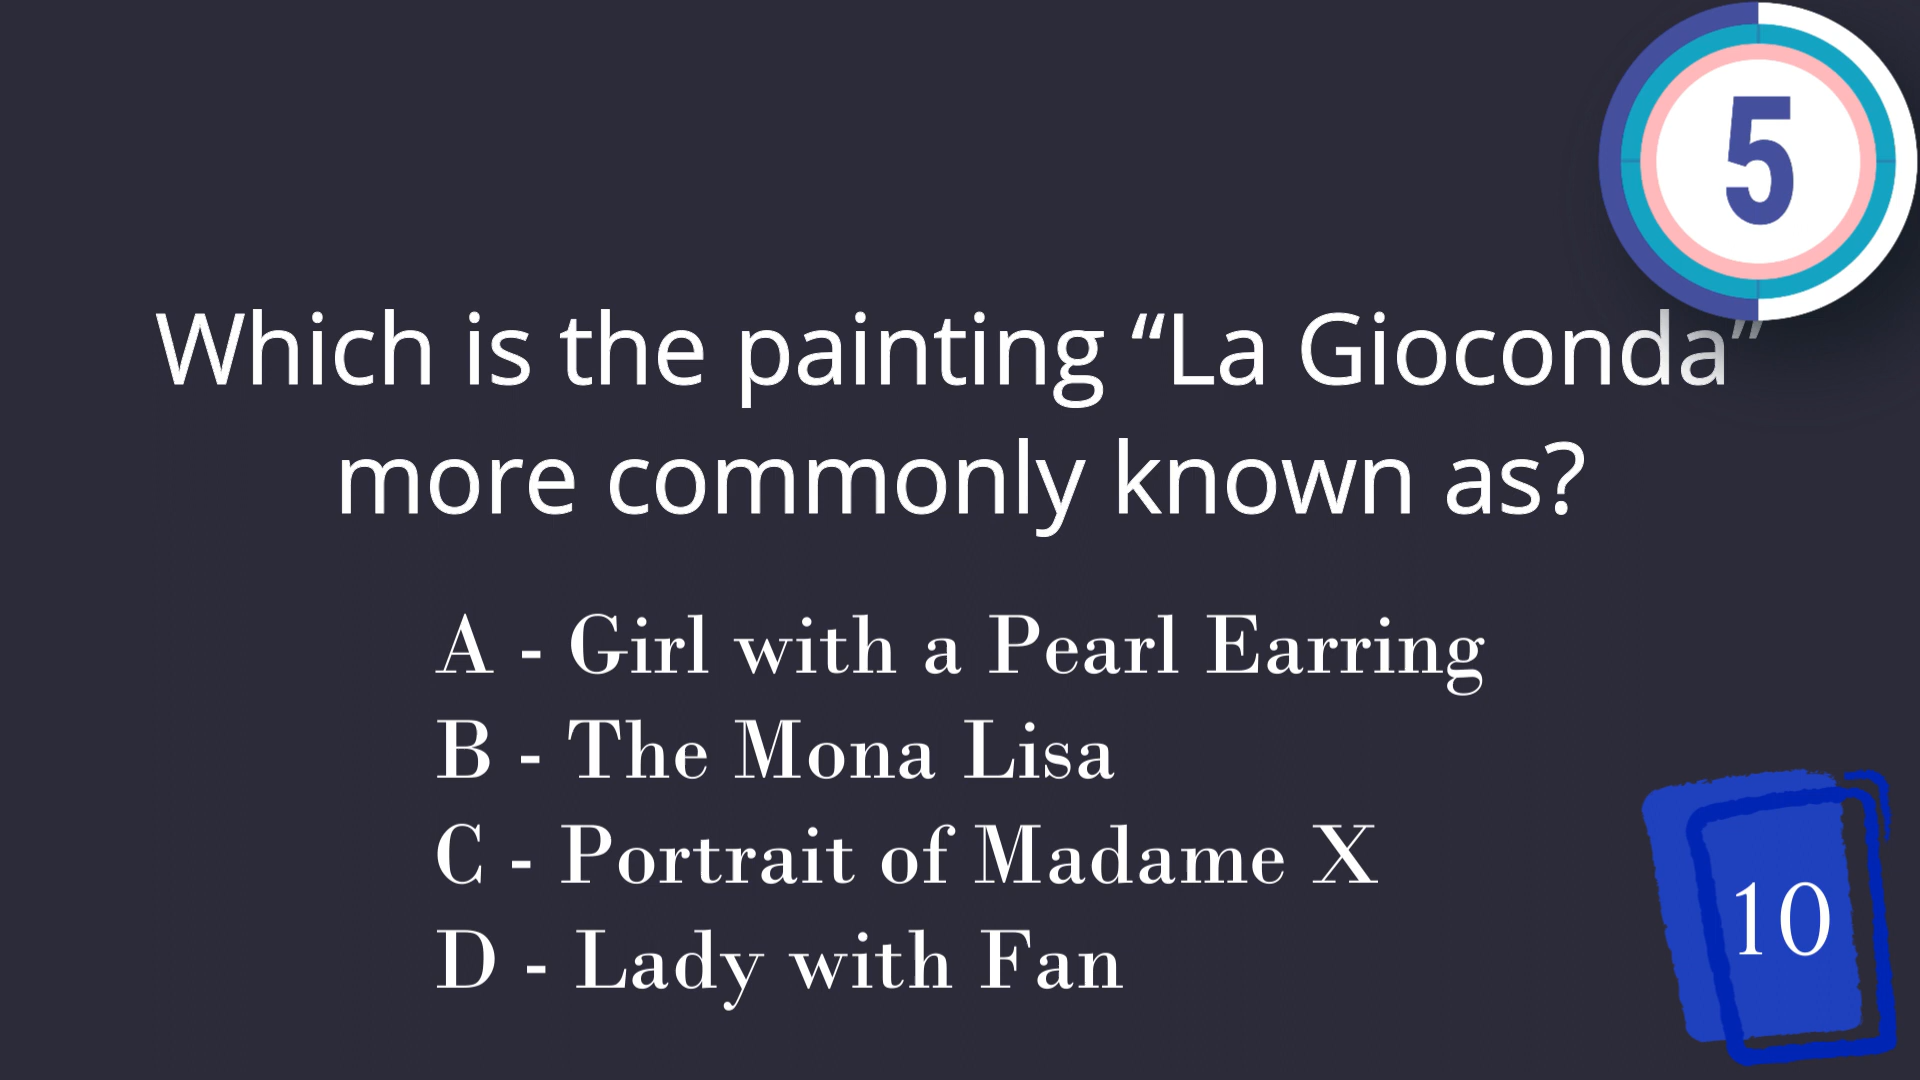 5
Which is the painting “La Gioconda”
more commonly known as?
A - Girl with a Pearl Earring
B - The Mona Lisa
C - Portrait of Madame X
D - Lady with Fan
10